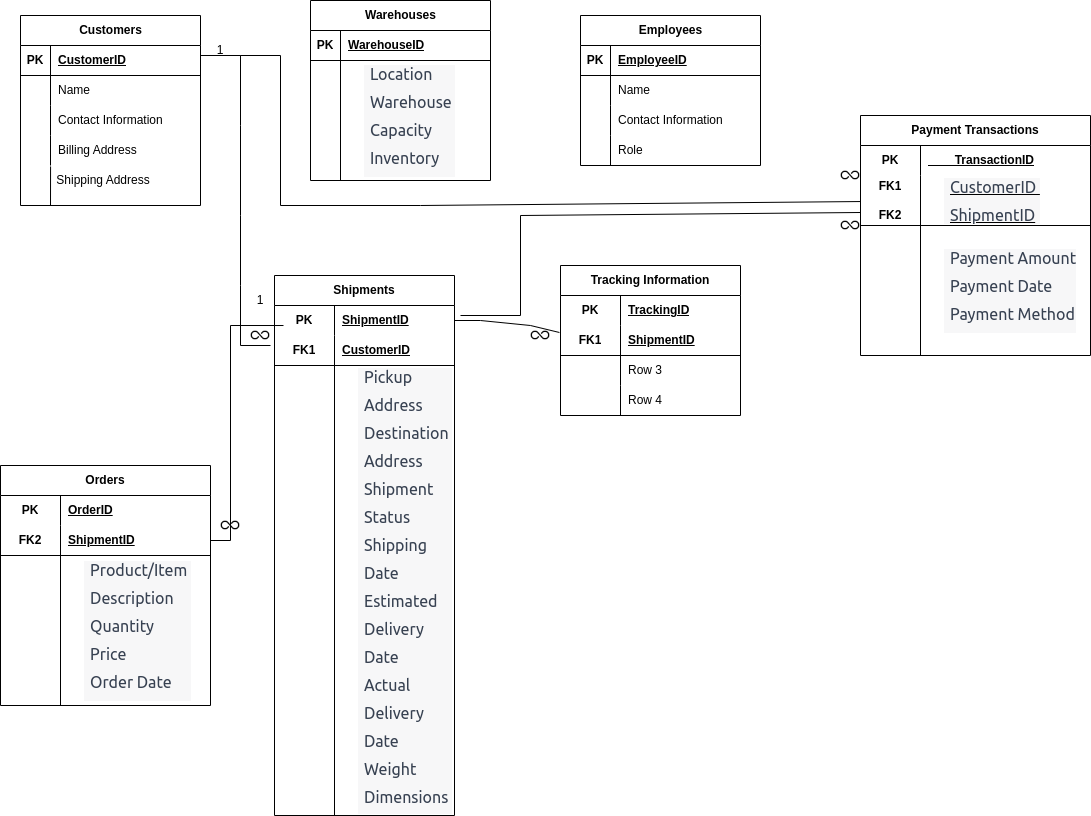 Customers
PK CustomerID
Name
Contact Information
Billing Address
Shipping Address
1
Warehouses
PK WarehouseID
Location
Warehouse
Capacity
Inventory
Employees
PK EmployeeID
Name
Contact Information
Role
Payment Transactions
PK TransactionID
∞
FK1 CustomerID
FK2 ShipmentID
∞
Payment Amount
Payment Date
Payment Method
Shipments
1
PK ShipmentID
∞
FK1 CustomerID
Pickup
Address
Destination
Address
Shipment
Status
Shipping
Date
Estimated
Delivery
Date
Actual
Delivery
Date
Weight
Dimensions
Tracking Information
PK TrackingID
∞
FK1 ShipmentID
Row 3
Row 4
Orders
PK OrderID
∞
FK2 ShipmentID
Product/Item
Description
Quantity
Price
Order Date